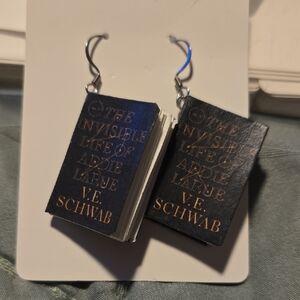 THE
INVISIBLE
LIFE OF
ADDIE
LARUE
V.E.
SCHWAB
THE
INVISIBLE
LIFE OF
ADDIE
LARUE
V.E.
SCHWAB